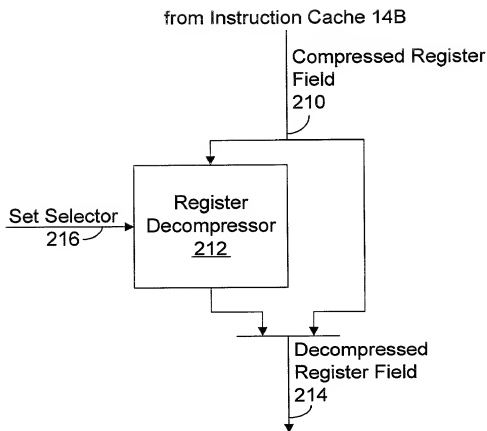 from Instruction Cache 14B
Compressed Register
Field
210
Register
Decompressor
212
Set Selector
216
Decompressed
Register Field
214